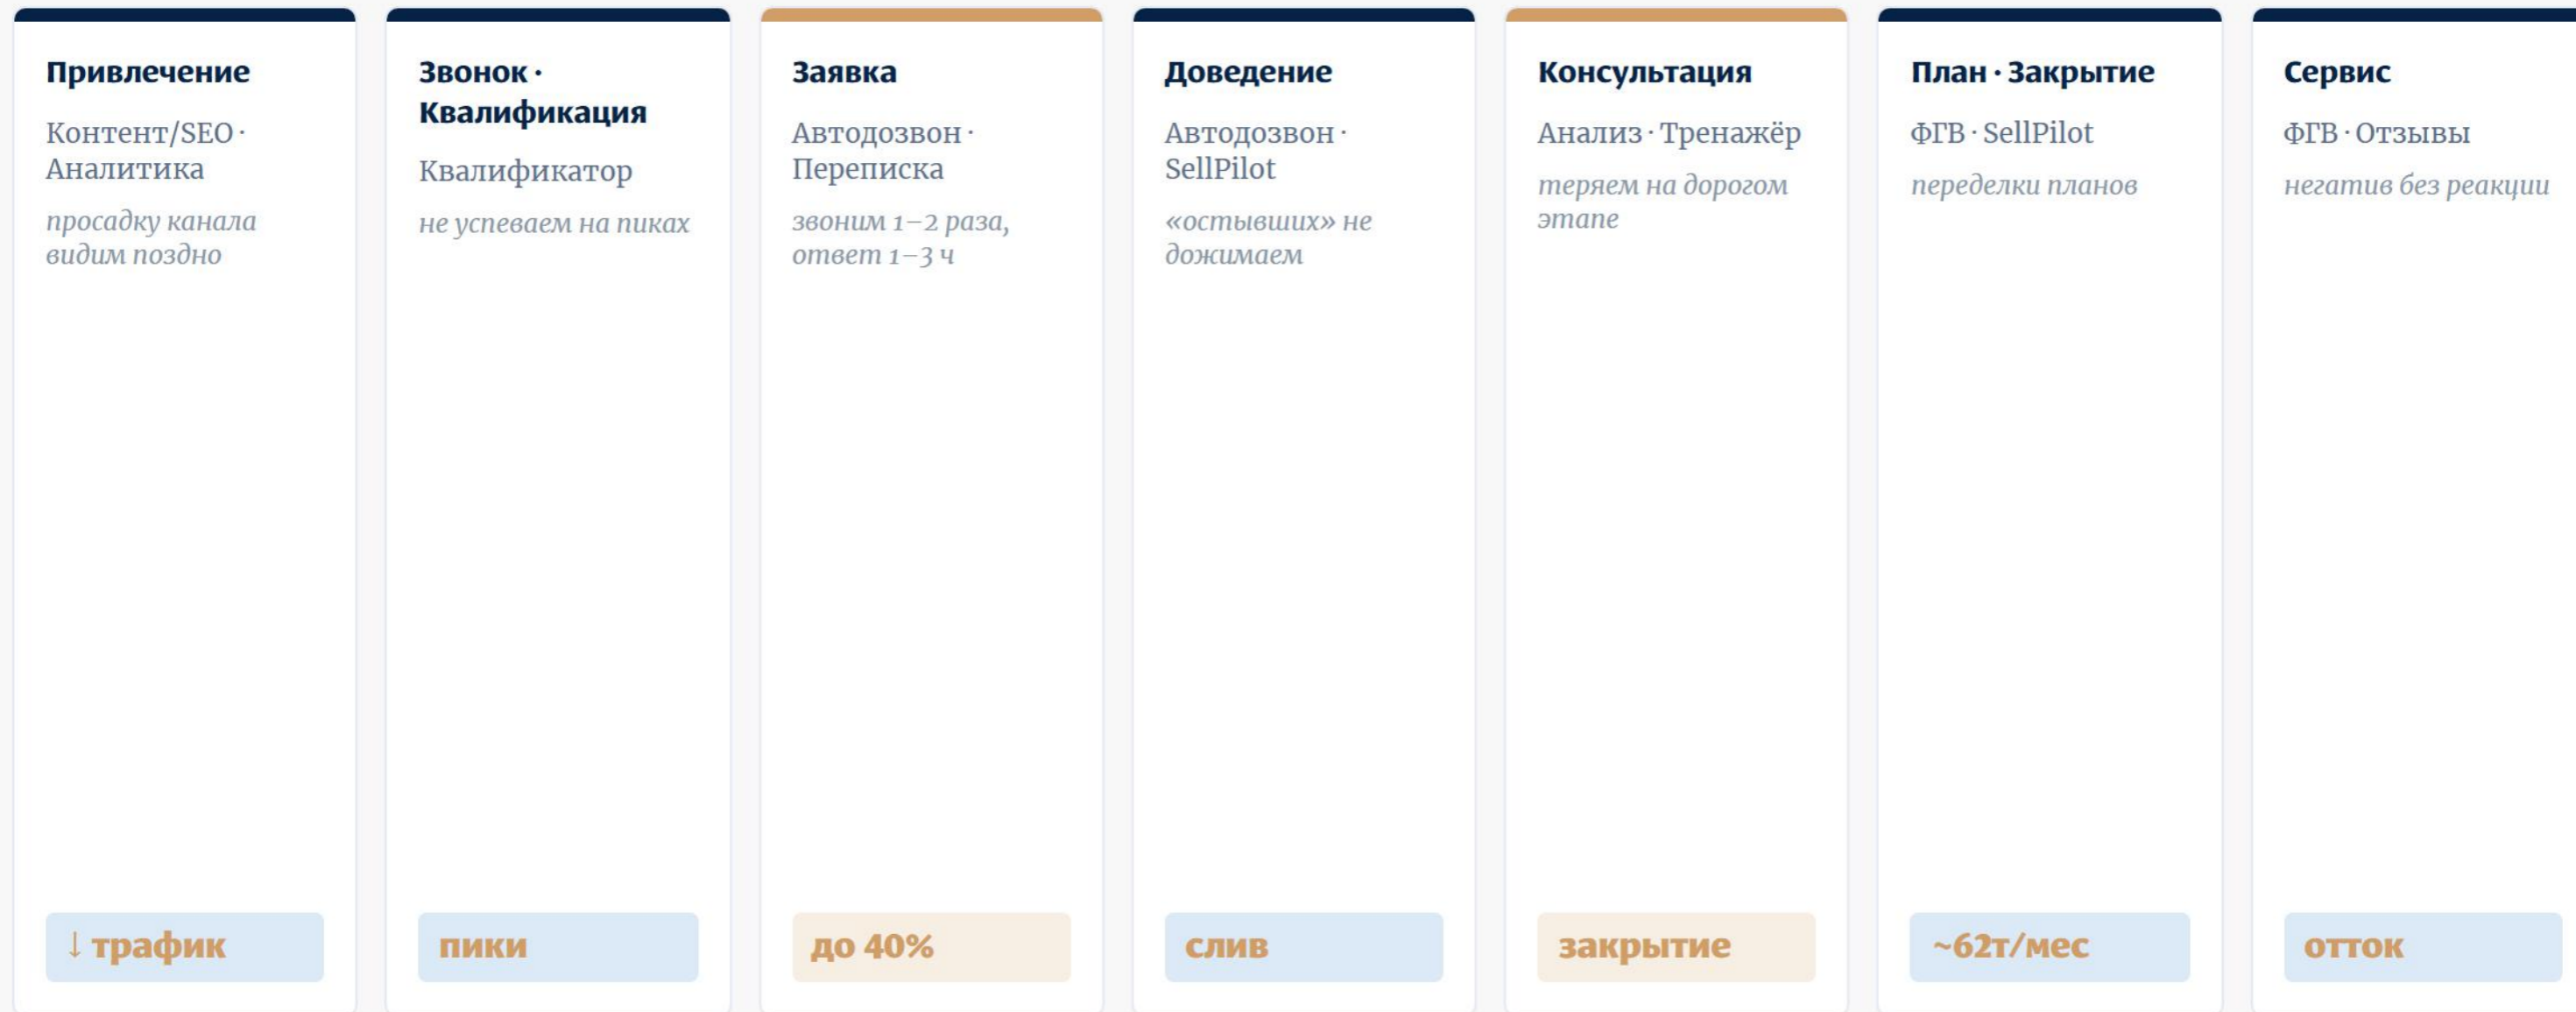 Привлечение
Контент/SEO ·
Аналитика
просадку канала
видим поздно
↓ трафик
Звонок ·
Квалификация
Квалификатор
не успеваем на пиках
пики
Заявка
Автодозвон ·
Переписка
звоним 1–2 раза,
ответ 1–3 ч
до 40%
Доведение
Автодозвон ·
SellPilot
«остывших» не
дожимаем
слив
Консультация
Анализ · Тренажёр
теряем на дорогом
этапе
закрытие
План · Закрытие
ФГВ · SellPilot
переделки планов
~62т/мес
Сервис
ФГВ · Отзывы
негатив без реакции
отток